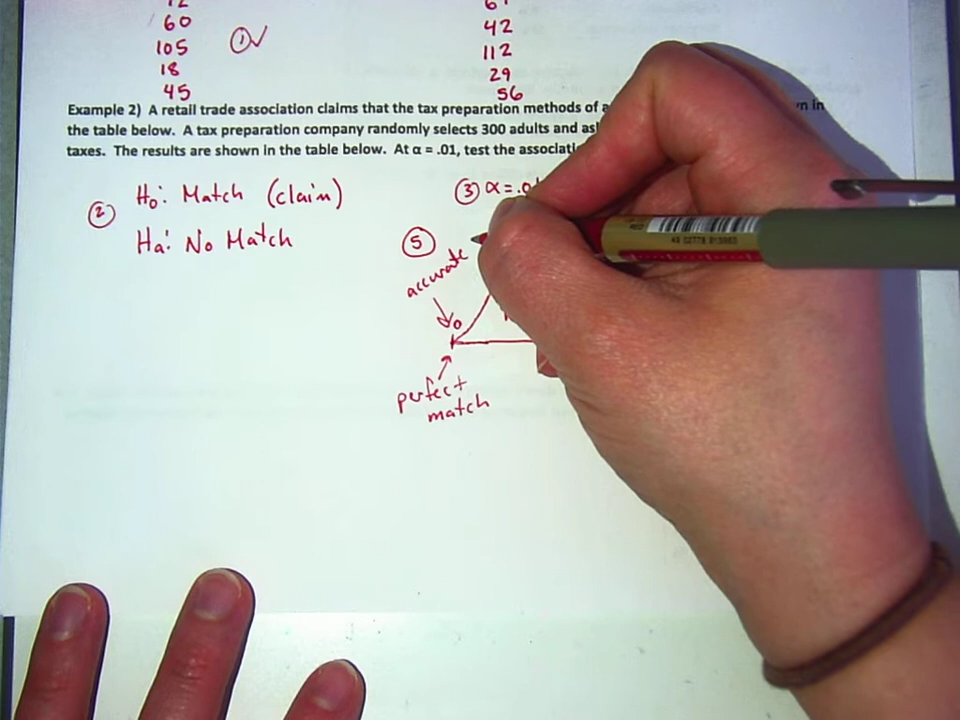 60
105
18
45
①
42
112
29
56
Example 2) A retail trade association claims that the tax preparation methods of a
the table below. A tax preparation company randomly selects 300 adults and
taxes. The results are shown in the table below. At α = .01, test the
② H₀: Match (claim)
Ha: No Match
③ α = .01
⑤
accurate
0
perfect
match